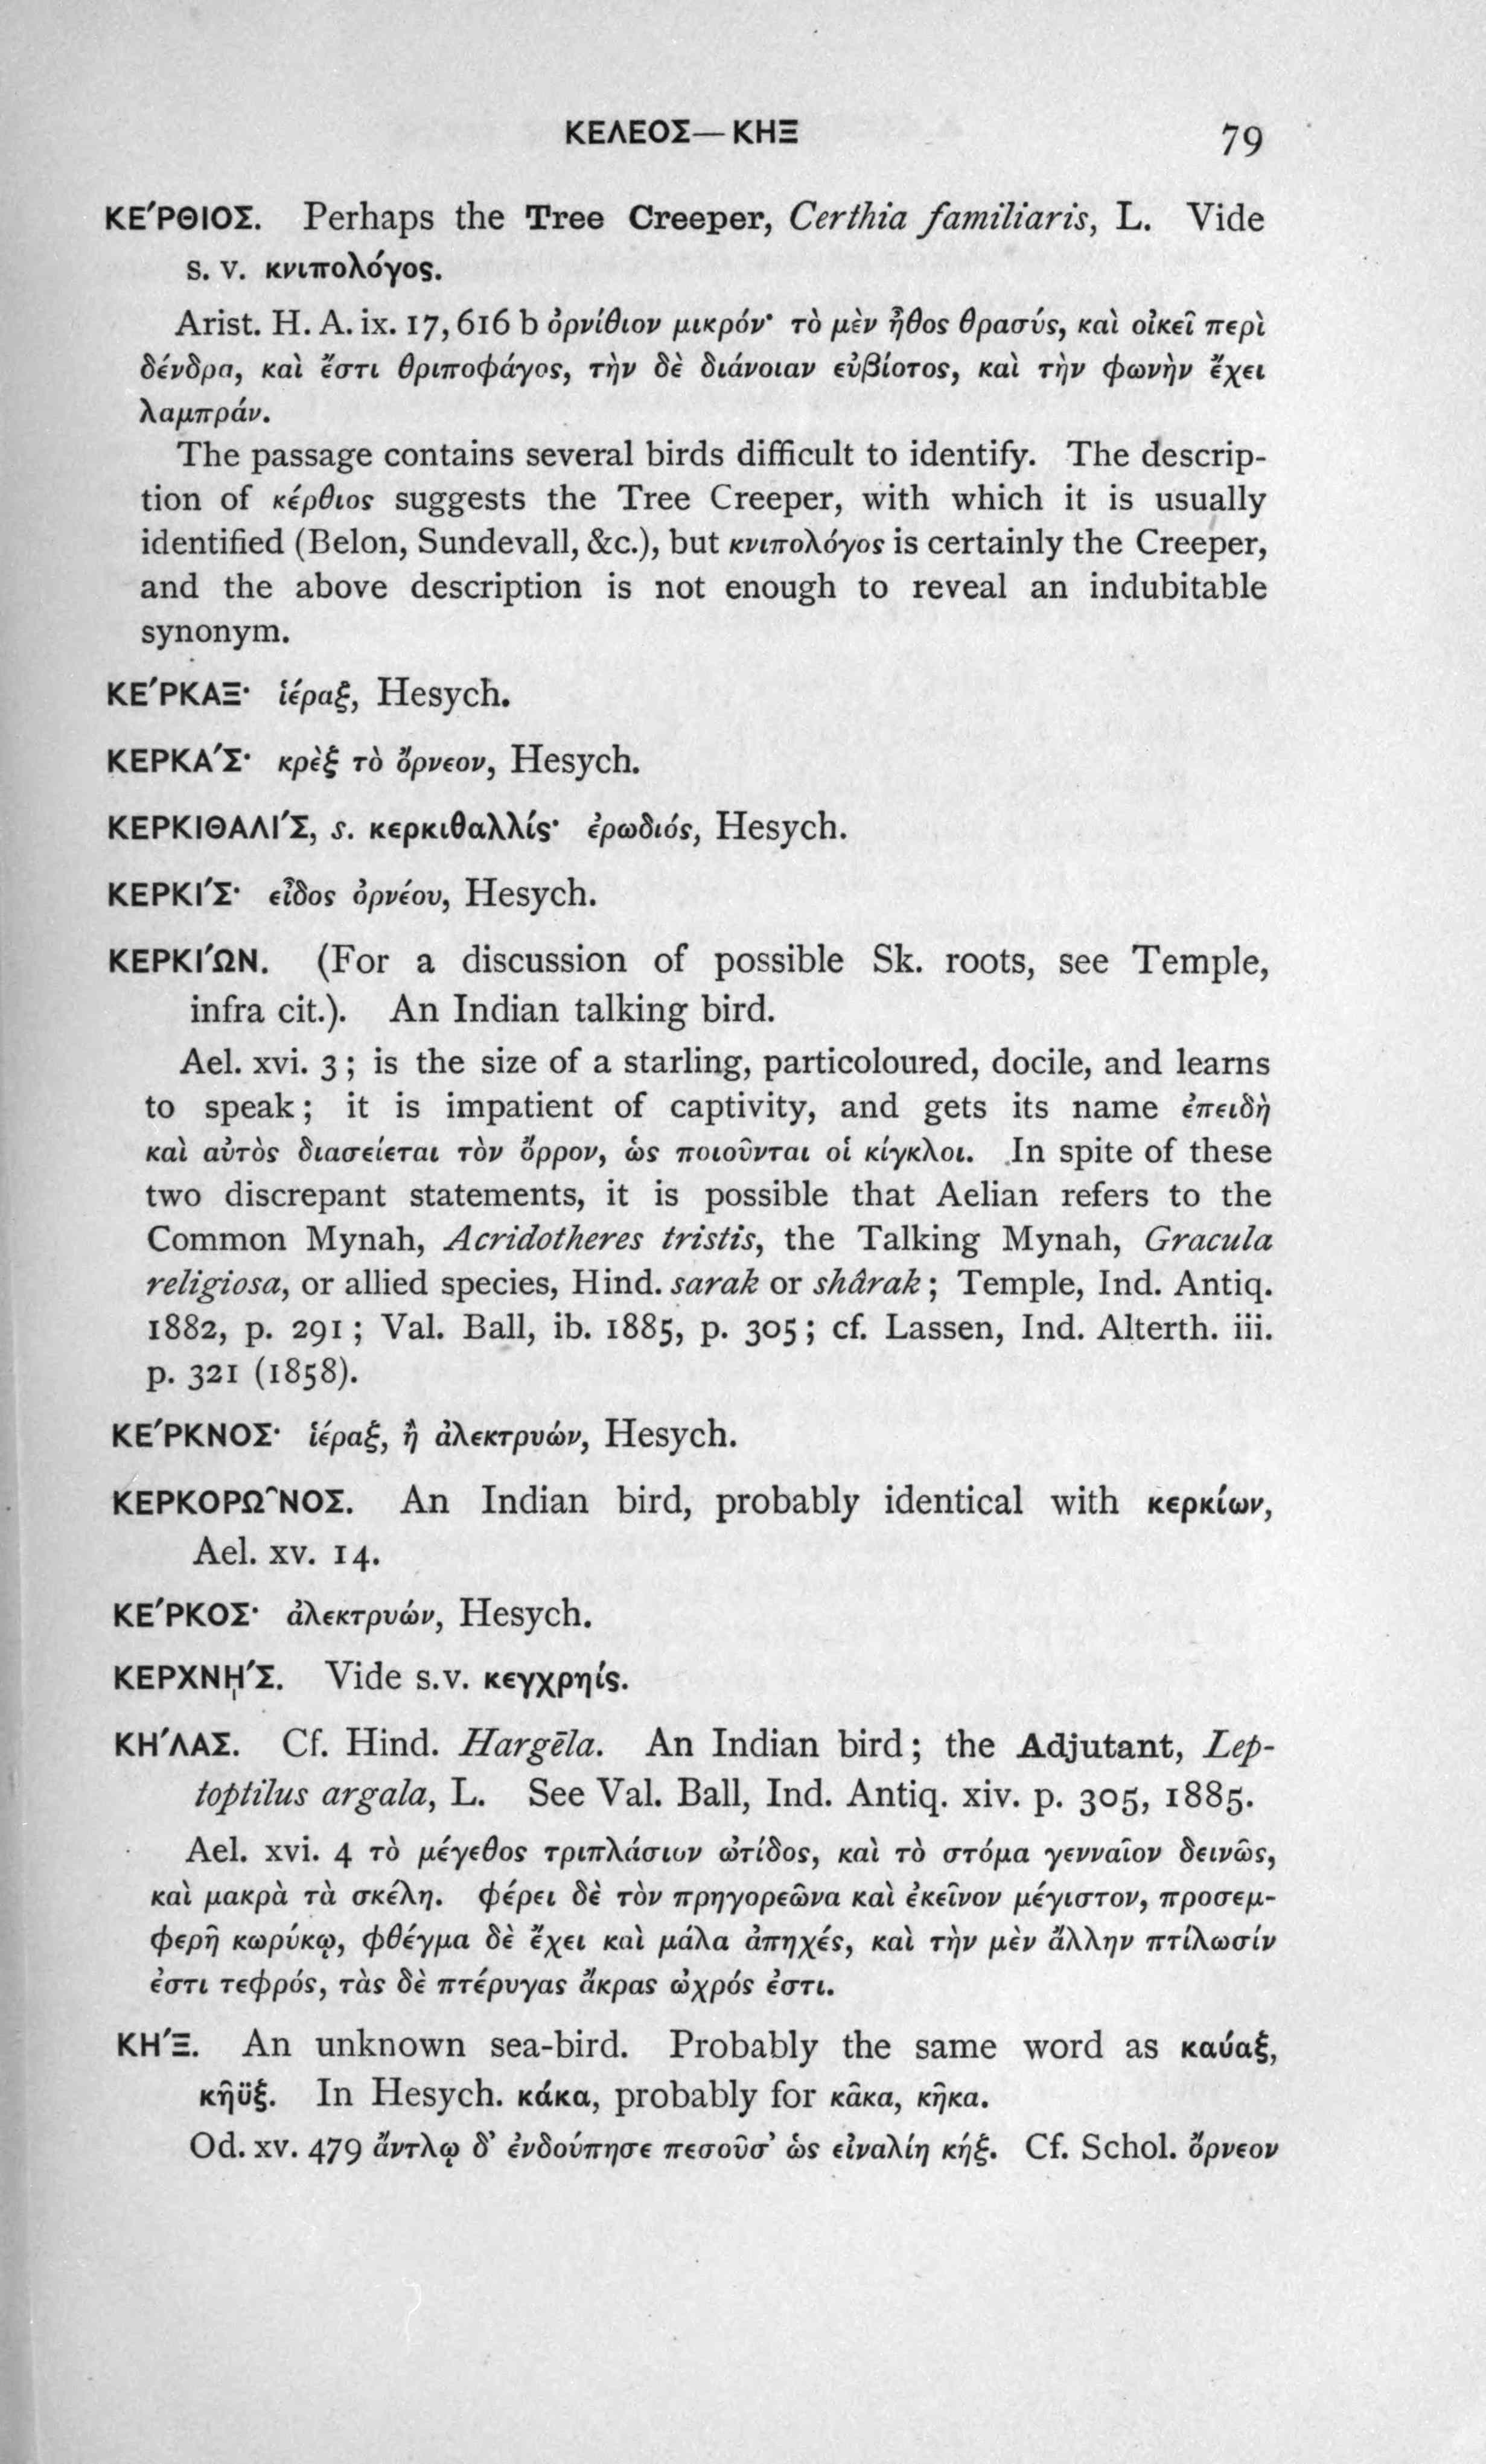 ΚΕΛΕΟΣ—ΚΗΞ 79
ΚΕ´ΡΘΙΟΣ. Perhaps the Tree Creeper, Certhia familiaris, L. Vide
s. v. κνιπολόγος.
Arist. H. A. ix. 17, 616 b ὀρνίθιον μικρόν· τὸ μὲν ἦθος θρασύς, καὶ οἰκεῖ περὶ
δένδρα, καὶ ἔστι θριποφάγος, τὴν δὲ διάνοιαν εὐβίοτος, καὶ τὴν φωνὴν ἔχει
λαμπράν.
The passage contains several birds difficult to identify. The descrip-
tion of κέρθιος suggests the Tree Creeper, with which it is usually
identified (Belon, Sundevall, &c.), but κνιπολόγος is certainly the Creeper,
and the above description is not enough to reveal an indubitable
synonym.
ΚΕ´ΡΚΑΞ· ἱέραξ, Hesych.
ΚΕΡΚΑ´Σ· κρὲξ τὸ ὄρνεον, Hesych.
ΚΕΡΚΙΘΑΛΙ´Σ, s. κερκιθαλλίς· ἐρωδιός, Hesych.
ΚΕΡΚΙ´Σ· εἶδος ὀρνέου, Hesych.
ΚΕΡΚΙ´ΩΝ. (For a discussion of possible Sk. roots, see Temple,
infra cit.). An Indian talking bird.
Ael. xvi. 3 ; is the size of a starling, particoloured, docile, and learns
to speak ; it is impatient of captivity, and gets its name ἐπειδὴ
καὶ αὐτὸς διασείεται τὸν ὄρρον, ὡς ποιοῦνται οἱ κίγκλοι. In spite of these
two discrepant statements, it is possible that Aelian refers to the
Common Mynah, Acridotheres tristis, the Talking Mynah, Gracula
religiosa, or allied species, Hind. sarak or shârak ; Temple, Ind. Antiq.
1882, p. 291 ; Val. Ball, ib. 1885, p. 305 ; cf. Lassen, Ind. Alterth. iii.
p. 321 (1858).
ΚΕ´ΡΚΝΟΣ· ἱέραξ, ἢ ἀλεκτρυών, Hesych.
ΚΕΡΚΟΡΩ῀ΝΟΣ. An Indian bird, probably identical with κερκίων,
Ael. xv. 14.
ΚΕ´ΡΚΟΣ· ἀλεκτρυών, Hesych.
ΚΕΡΧΝῌ´Σ. Vide s.v. κεγχρηίς.
ΚΗ´ΛΑΣ. Cf. Hind. Hargēla. An Indian bird ; the Adjutant, Lep-
toptilus argala, L. See Val. Ball, Ind. Antiq. xiv. p. 305, 1885.
Ael. xvi. 4 τὸ μέγεθος τριπλάσιον ὠτίδος, καὶ τὸ στόμα γενναῖον δεινῶς,
καὶ μακρὰ τὰ σκέλη. φέρει δὲ τὸν πρηγορεῶνα καὶ ἐκεῖνον μέγιστον, προσεμ-
φερῆ κωρύκῳ, φθέγμα δὲ ἔχει καὶ μάλα ἀπηχές, καὶ τὴν μὲν ἄλλην πτίλωσίν
ἐστι τεφρός, τὰς δὲ πτέρυγας ἄκρας ὠχρός ἐστι.
ΚΗ´Ξ. An unknown sea-bird. Probably the same word as καύαξ,
κῆϋξ. In Hesych. κάκα, probably for κᾶκα, κῆκα.
Od. xv. 479 ἄντλῳ δ’ ἐνδούπησε πεσοῦσ’ ὡς εἰναλίη κήξ. Cf. Schol. ὄρνεον